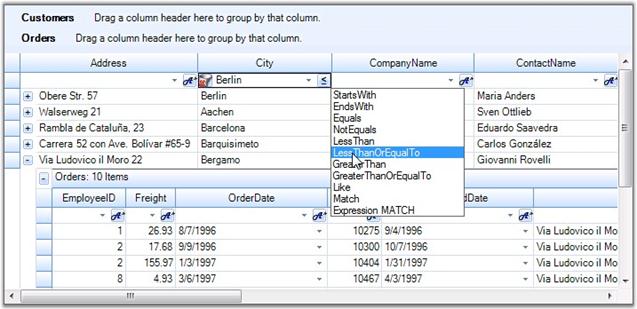 Customers Drag a column header here to group by that column.
Orders Drag a column header here to group by that column.
Address City CompanyName ContactName
Berlin ≤
Obere Str. 57 Berlin Maria Anders
Walserweg 21 Aachen Sven Ottlieb
Rambla de Cataluña, 23 Barcelona Eduardo Saavedra
Carrera 52 con Ave. Bolívar #65-9 Barquisimeto Carlos González
Via Ludovico il Moro 22 Bergamo Giovanni Rovelli
StartsWith
EndsWith
Equals
NotEquals
LessThan
LessThanOrEqualTo
GreaterThan
GreaterThanOrEqualTo
Like
Match
Expression MATCH
Orders: 10 Items
EmployeeID Freight OrderDate
1 26.93 8/7/1996 10275 9/4/1996 Via Ludovico il Mo
2 17.68 9/9/1996 10300 10/7/1996 Via Ludovico il Mo
2 155.97 1/3/1997 10404 1/31/1997 Via Ludovico il Mo
8 4.93 3/6/1997 10467 4/3/1997 Via Ludovico il Mo